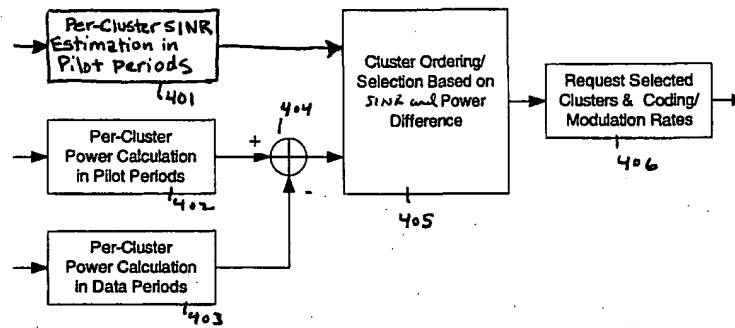 Per-Cluster SINR
Estimation in
Pilot Periods
401
Per-Cluster
Power Calculation
in Pilot Periods
402
Per-Cluster
Power Calculation
in Data Periods
403
404
+
-
Cluster Ordering/
Selection Based on
SINR and Power
Difference
405
Request Selected
Clusters & Coding/
Modulation Rates
406